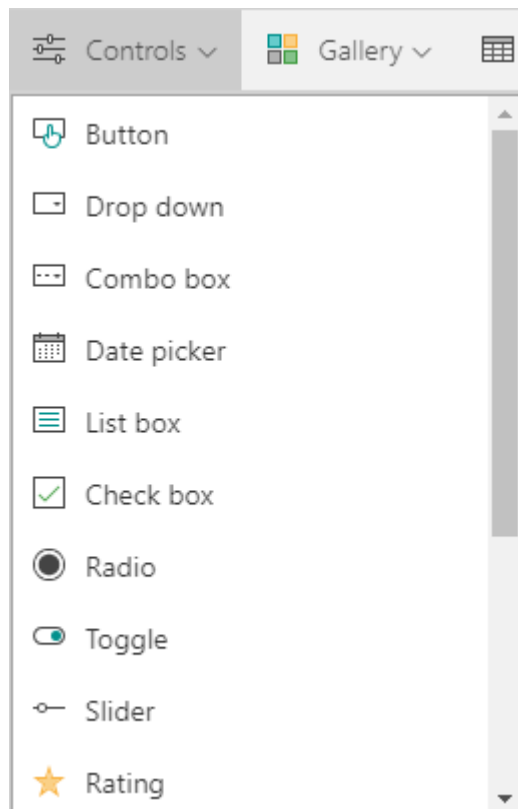 Controls Gallery
Button
Drop down
Combo box
Date picker
List box
Check box
Radio
Toggle
Slider
Rating